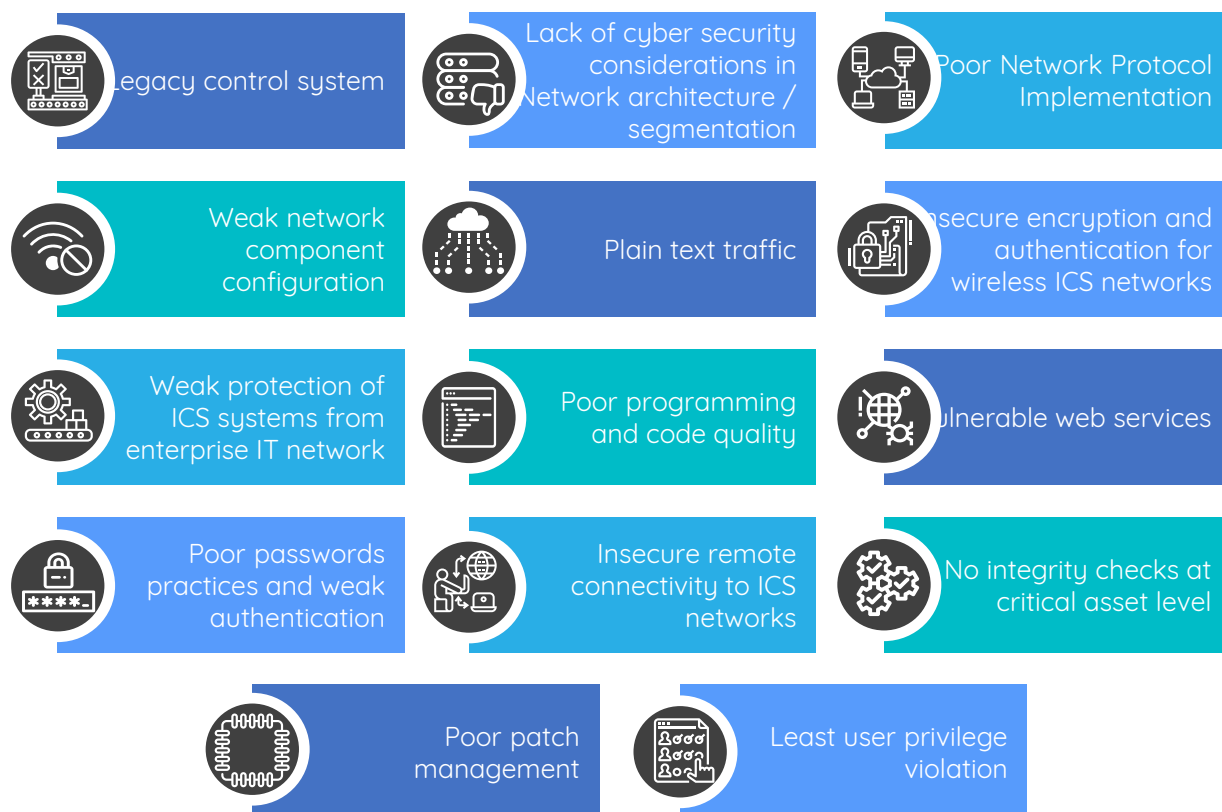 Legacy control system
Lack of cyber security
considerations in
Network architecture /
segmentation
Poor Network Protocol
Implementation
Weak network
component
configuration
Plain text traffic
Insecure encryption and
authentication for
wireless ICS networks
Weak protection of
ICS systems from
enterprise IT network
Poor programming
and code quality
Vulnerable web services
Poor passwords
practices and weak
authentication
****_
Insecure remote
connectivity to ICS
networks
No integrity checks at
critical asset level
Poor patch
management
Least user privilege
violation